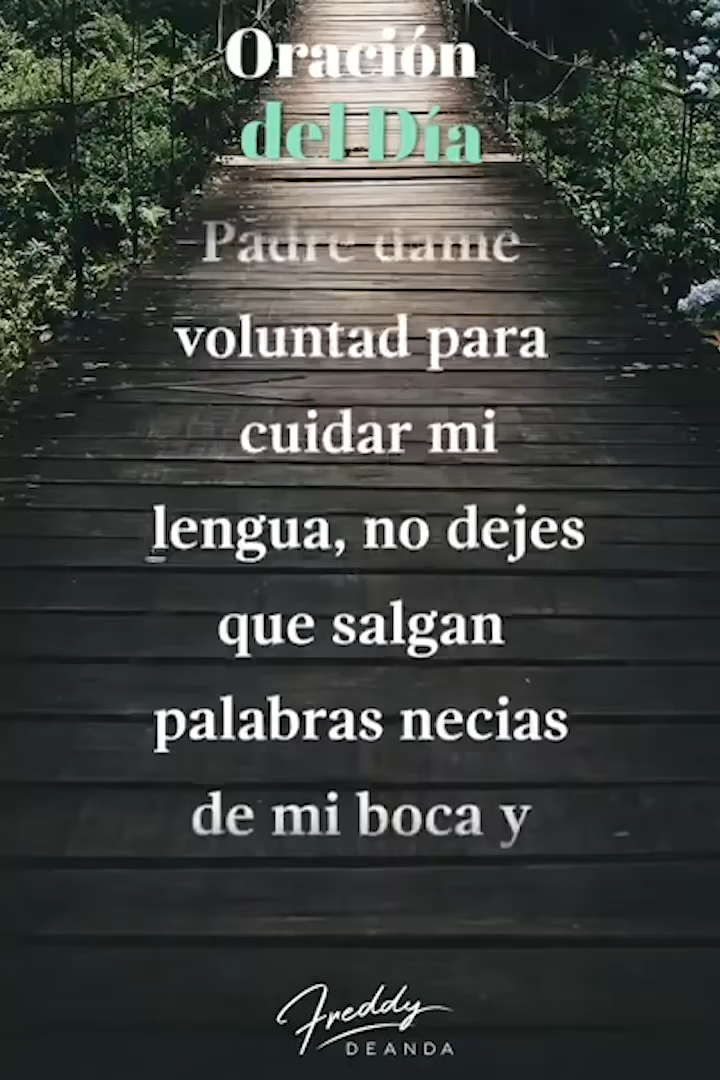 Oración
del Día
Padre dame
voluntad para
cuidar mi
lengua, no dejes
que salgan
palabras necias
de mi boca y
Freddy
DEANDA